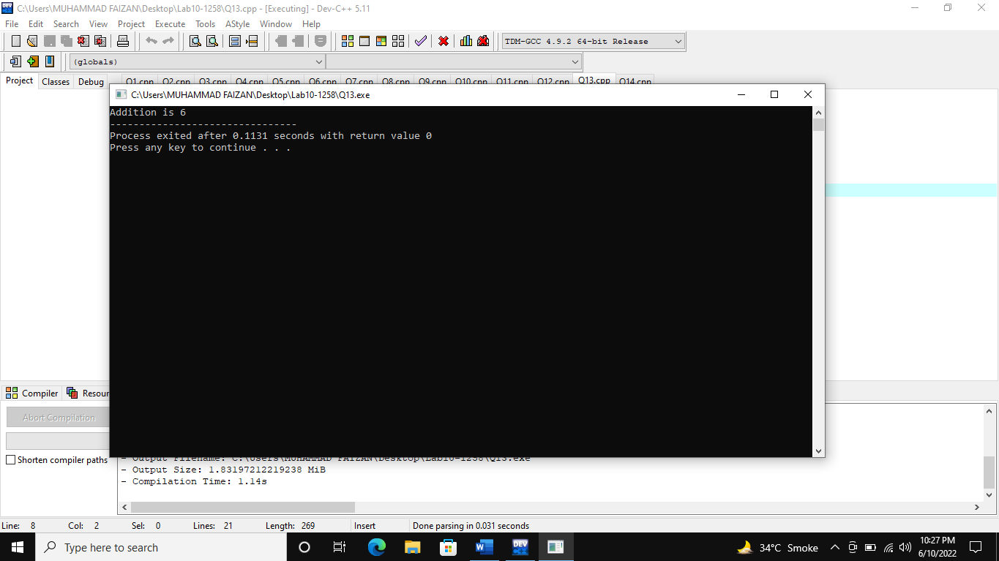 C:\Users\MUHAMMAD FAIZAN\Desktop\Lab10-1258\Q13.cpp - [Executing] - Dev-C++ 5.11
File Edit Search View Project Execute Tools AStyle Window Help
TDM-GCC 4.9.2 64-bit Release
(globals)
Project Classes Debug Q1.cpp Q2.cpp Q3.cpp Q4.cpp Q5.cpp Q6.cpp Q7.cpp Q8.cpp Q9.cpp Q10.cpp Q11.cpp Q12.cpp Q13.cpp Q14.cpp
C:\Users\MUHAMMAD FAIZAN\Desktop\Lab10-1258\Q13.exe
Addition is 6
--------------------------------
Process exited after 0.1131 seconds with return value 0
Press any key to continue . . .
Compiler Resour
Abort Compilation
Shorten compiler paths
- Output Filename: C:\Users\MUHAMMAD FAIZAN\Desktop\Lab10-1258\Q13.exe
- Output Size: 1.83197212219238 MiB
- Compilation Time: 1.14s
Line: 8 Col: 2 Sel: 0 Lines: 21 Length: 269 Insert Done parsing in 0.031 seconds
Type here to search
DEV C++
34°C Smoke
10:27 PM
6/10/2022